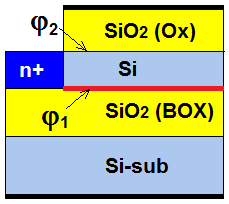 φ₂
SiO₂ (Ox)
n+
Si
φ₁
SiO₂ (BOX)
Si-sub